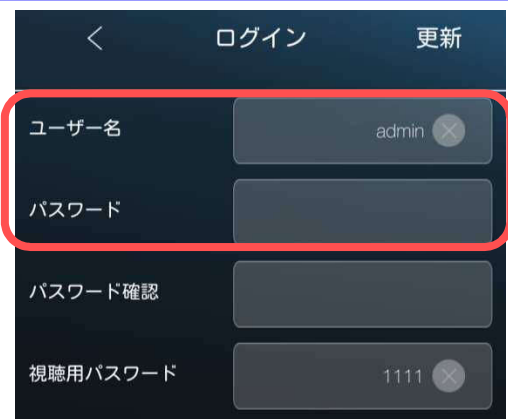 < ログイン 更新
ユーザー名 admin
パスワード
パスワード確認
視聴用パスワード 1111